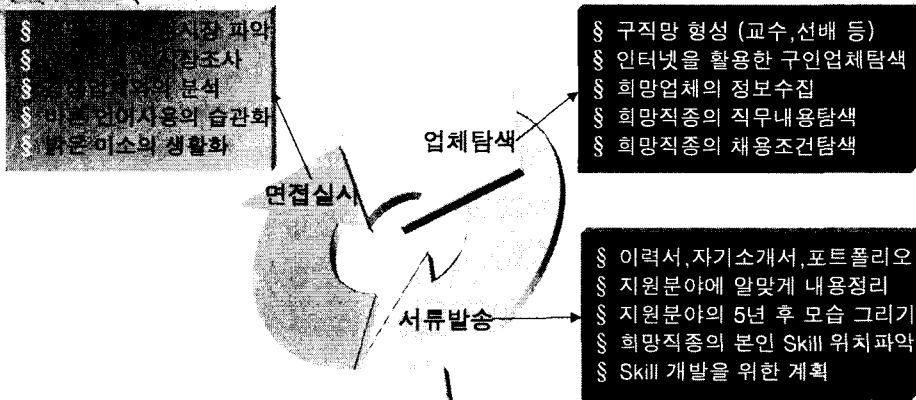 § 시장 파악
§ 조사
§ 분석
§ 바른 언어사용의 습관화
§ 밝은 미소의 생활화
면접실시
업체탐색
§ 구직망 형성 (교수,선배 등)
§ 인터넷을 활용한 구인업체탐색
§ 희망업체의 정보수집
§ 희망직종의 직무내용탐색
§ 희망직종의 채용조건탐색
서류발송
§ 이력서,자기소개서,포트폴리오
§ 지원분야에 알맞게 내용정리
§ 지원분야의 5년 후 모습 그리기
§ 희망직종의 본인 Skill 위치파악
§ Skill 개발을 위한 계획